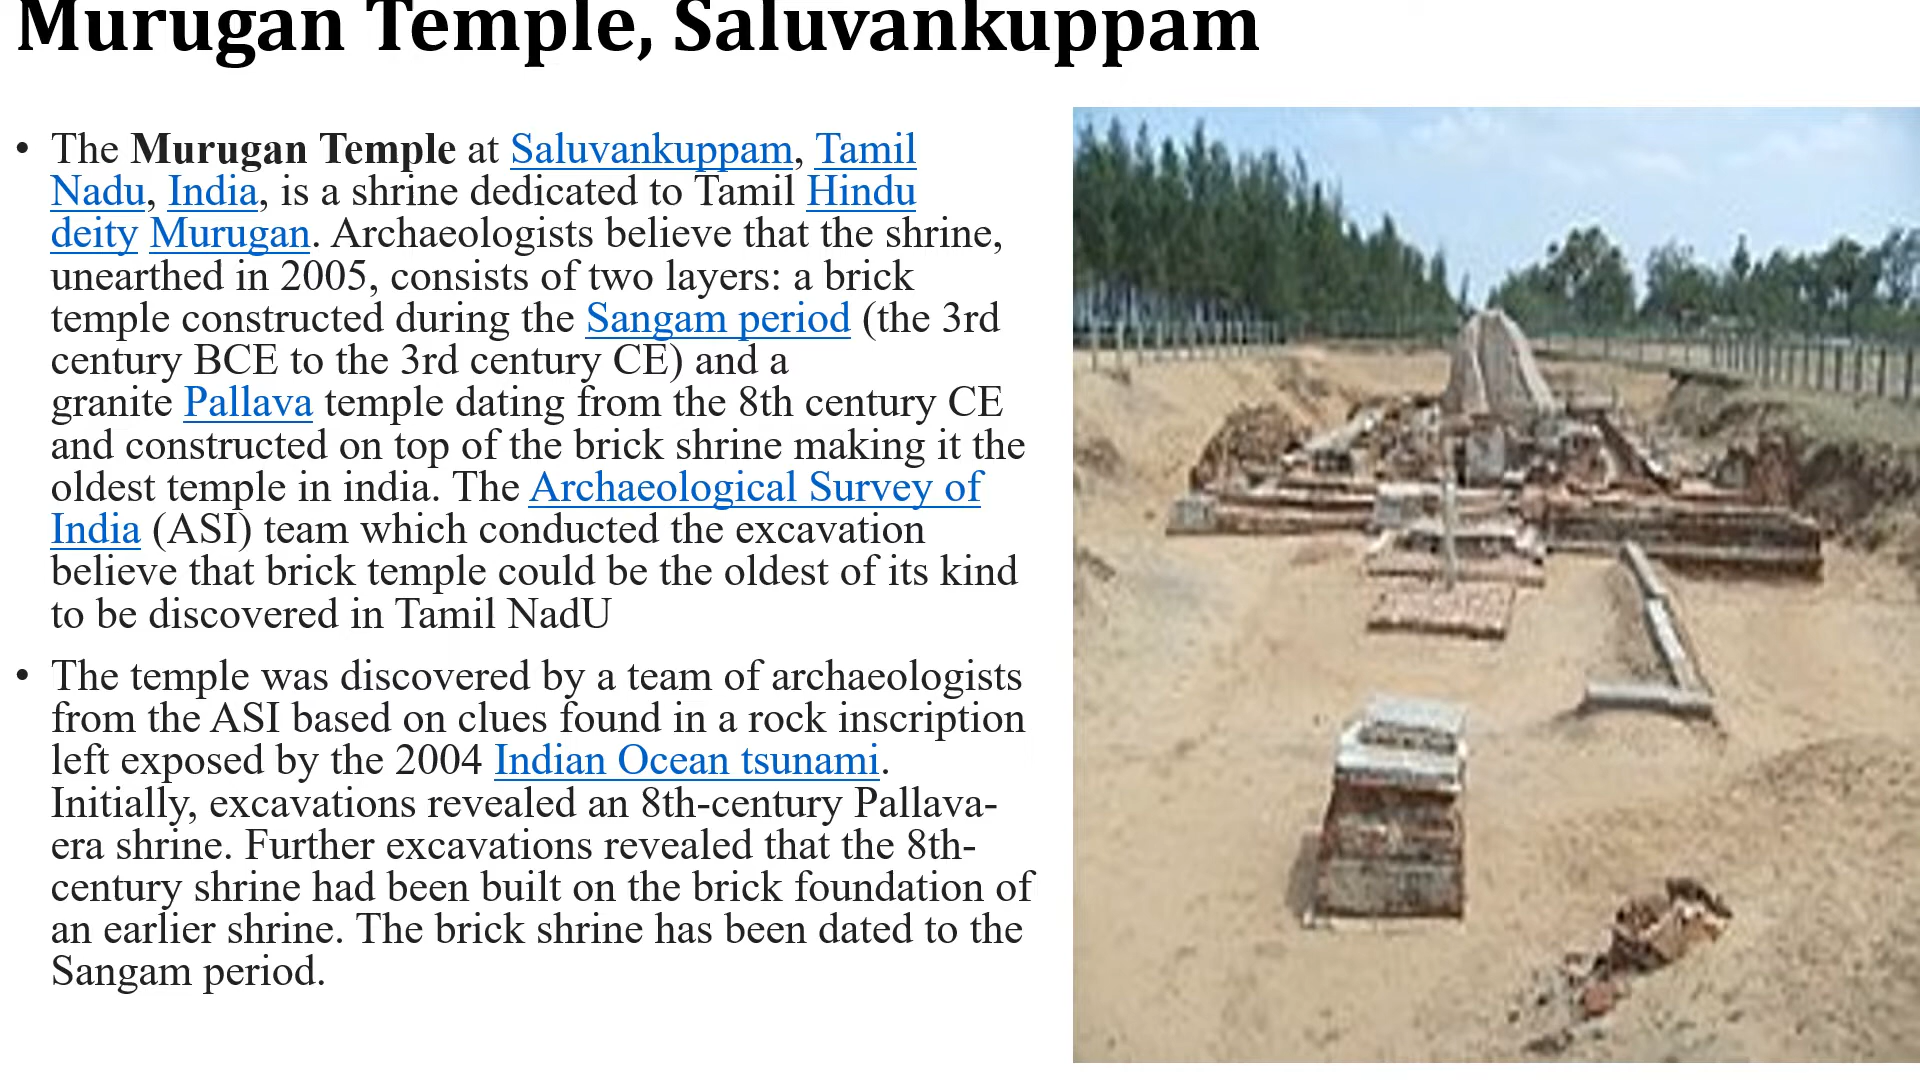 Murugan Temple, Saluvankuppam
• The Murugan Temple at Saluvankuppam, Tamil
Nadu, India, is a shrine dedicated to Tamil Hindu
deity Murugan. Archaeologists believe that the shrine,
unearthed in 2005, consists of two layers: a brick
temple constructed during the Sangam period (the 3rd
century BCE to the 3rd century CE) and a
granite Pallava temple dating from the 8th century CE
and constructed on top of the brick shrine making it the
oldest temple in india. The Archaeological Survey of
India (ASI) team which conducted the excavation
believe that brick temple could be the oldest of its kind
to be discovered in Tamil NadU
• The temple was discovered by a team of archaeologists
from the ASI based on clues found in a rock inscription
left exposed by the 2004 Indian Ocean tsunami.
Initially, excavations revealed an 8th-century Pallava-
era shrine. Further excavations revealed that the 8th-
century shrine had been built on the brick foundation of
an earlier shrine. The brick shrine has been dated to the
Sangam period.